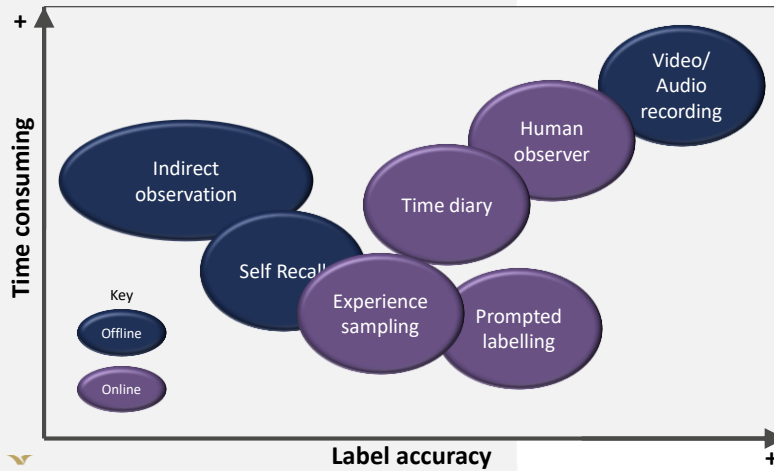 +
Video/
Audio
recording
Human
observer
Indirect
observation
Time diary
Self Recall
Experience
sampling
Prompted
labelling
Key
Offline
Online
Time consuming
Label accuracy
+